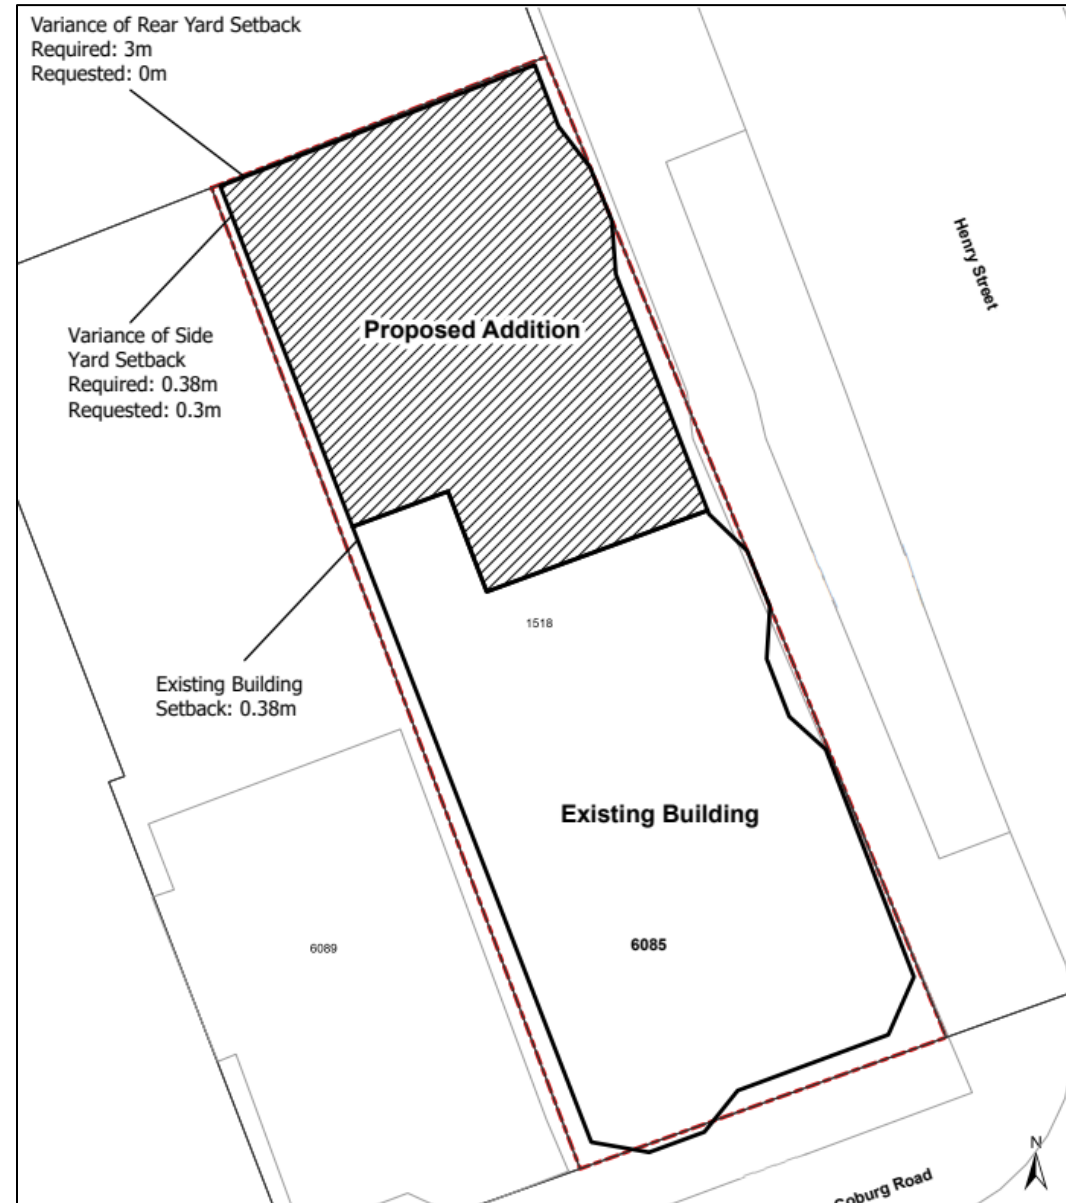 Variance of Rear Yard Setback
Required: 3m
Requested: 0m
Henry Street
Proposed Addition
Variance of Side
Yard Setback
Required: 0.38m
Requested: 0.3m
1518
Existing Building
Setback: 0.38m
Existing Building
6089
6085
N
Coburg Road